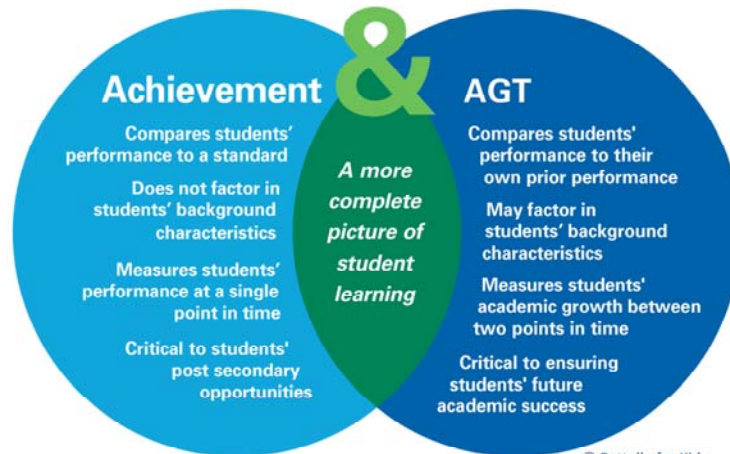 &
Achievement
Compares students'
performance to a standard
Does not factor in
students' background
characteristics
Measures students'
performance at a single
point in time
Critical to students'
post secondary
opportunities
A more
complete
picture of
student
learning
AGT
Compares students'
performance to their
own prior performance
May factor in
students' background
characteristics
Measures students'
academic growth between
two points in time
Critical to ensuring
students' future
academic success